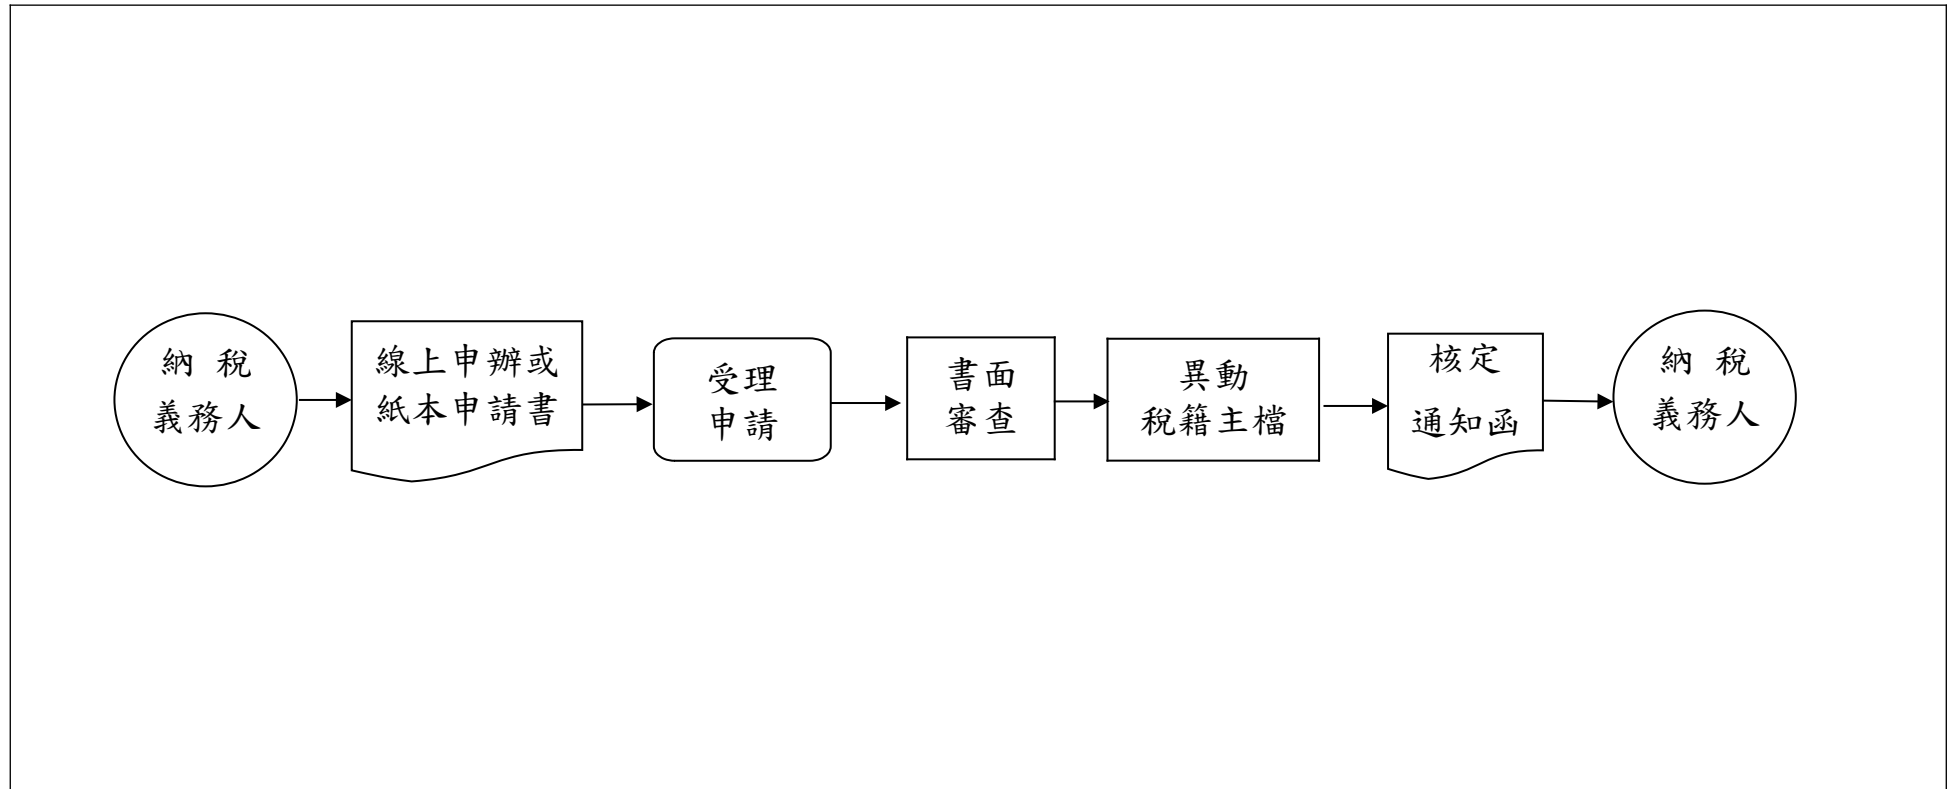 納 稅
義務人
線上申辦或
紙本申請書
受理
申請
書面
審查
異動
稅籍主檔
核定
通知函
納 稅
義務人